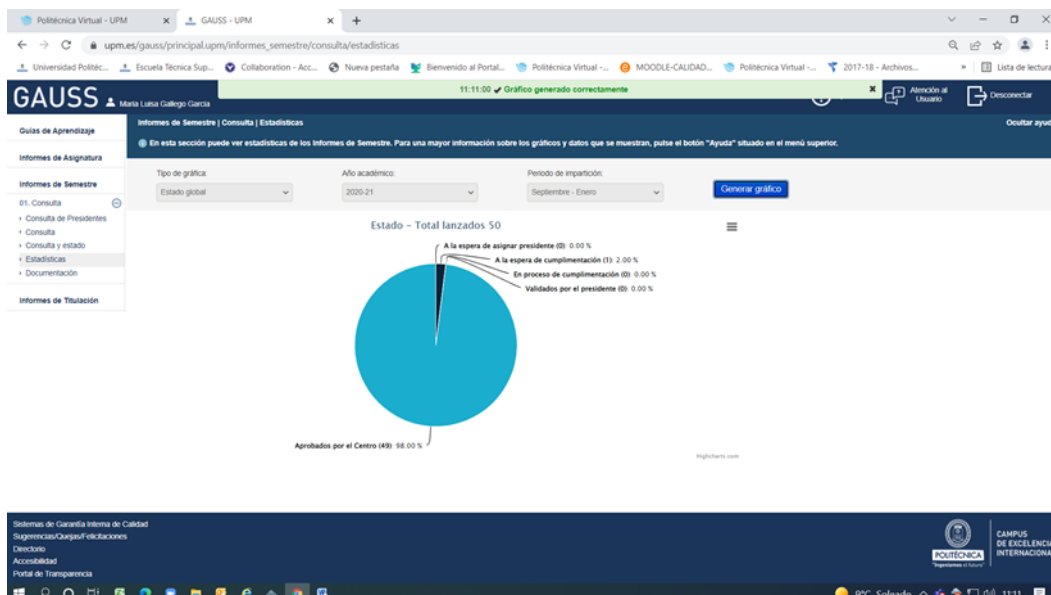 Politécnica Virtual - UPM
GAUSS - UPM
upm.es/gauss/principal.upm/informes_semestre/consulta/estadisticas
Universidad Politéc...
Escuela Técnica Sup...
Collaboration - Acc...
Nueva pestaña
Bienvenido al Portal...
Politécnica Virtual -...
MOODLE-CALIDAD...
Politécnica Virtual -...
2017-18 - Archivos...
»
Lista de lectura
GAUSS
Maria Luisa Gallego Garcia
11:11:00 ✔ Gráfico generado correctamente
Atención al
Usuario
Desconectar
Informes de Semestre | Consulta | Estadísticas
Ocultar ayud
En esta sección puede ver estadísticas de los Informes de Semestre. Para una mayor información sobre los gráficos y datos que se muestran, pulse el botón "Ayuda" situado en el menú superior.
Guías de Aprendizaje
Informes de Asignatura
Informes de Semestre
01. Consulta
Consulta de Presidentes
Consulta
Consulta y estado
Estadísticas
Documentación
Informes de Titulación
Tipo de gráfica:
Estado global
Año académico:
2020-21
Periodo de impartición:
Septiembre - Enero
Generar gráfico
Estado - Total lanzados 50
A la espera de asignar presidente (0): 0.00 %
A la espera de cumplimentación (1): 2.00 %
En proceso de cumplimentación (0): 0.00 %
Validados por el presidente (0): 0.00 %
Aprobados por el Centro (49): 98.00 %
Highcharts.com
Sistemas de Garantía Interna de Calidad
Sugerencias/Quejas/Felicitaciones
Directorio
Accesibilidad
Portal de Transparencia
POLITÉCNICA
"Ingeniamos el futuro"
CAMPUS
DE EXCELENCIA
INTERNACIONA
9°C Soleado
11:11